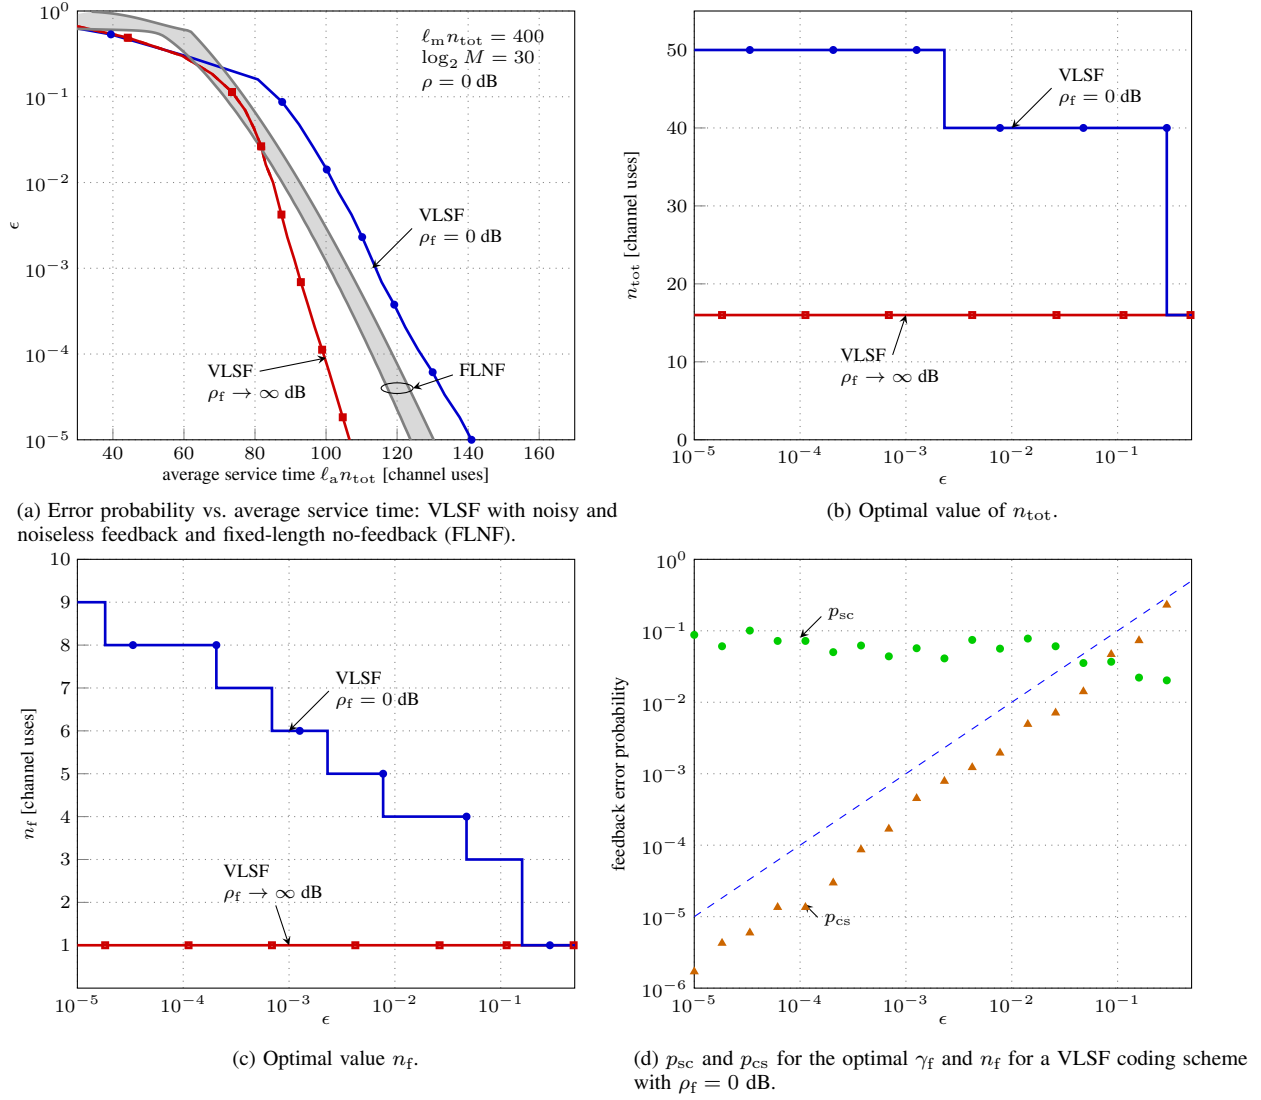 10^0
10^{-1}
10^{-2}
10^{-3}
10^{-4}
10^{-5}
ϵ
ℓ_m n_tot = 400
log_2 M = 30
ρ = 0 dB
VLSF
ρ_f = 0 dB
VLSF
ρ_f → ∞ dB
FLNF
40 60 80 100 120 140 160
average service time ℓ_a n_tot [channel uses]
(a) Error probability vs. average service time: VLSF with noisy and
noiseless feedback and fixed-length no-feedback (FLNF).
50
40
30
20
10
0
n_tot [channel uses]
VLSF
ρ_f = 0 dB
VLSF
ρ_f → ∞ dB
10^{-5} 10^{-4} 10^{-3} 10^{-2} 10^{-1}
ϵ
(b) Optimal value of n_tot.
10
9
8
7
6
5
4
3
2
1
n_f [channel uses]
VLSF
ρ_f = 0 dB
VLSF
ρ_f → ∞ dB
10^{-5} 10^{-4} 10^{-3} 10^{-2} 10^{-1}
ϵ
(c) Optimal value n_f.
10^0
10^{-1}
10^{-2}
10^{-3}
10^{-4}
10^{-5}
10^{-6}
feedback error probability
p_sc
p_cs
10^{-5} 10^{-4} 10^{-3} 10^{-2} 10^{-1}
ϵ
(d) p_sc and p_cs for the optimal γ_f and n_f for a VLSF coding scheme
with ρ_f = 0 dB.